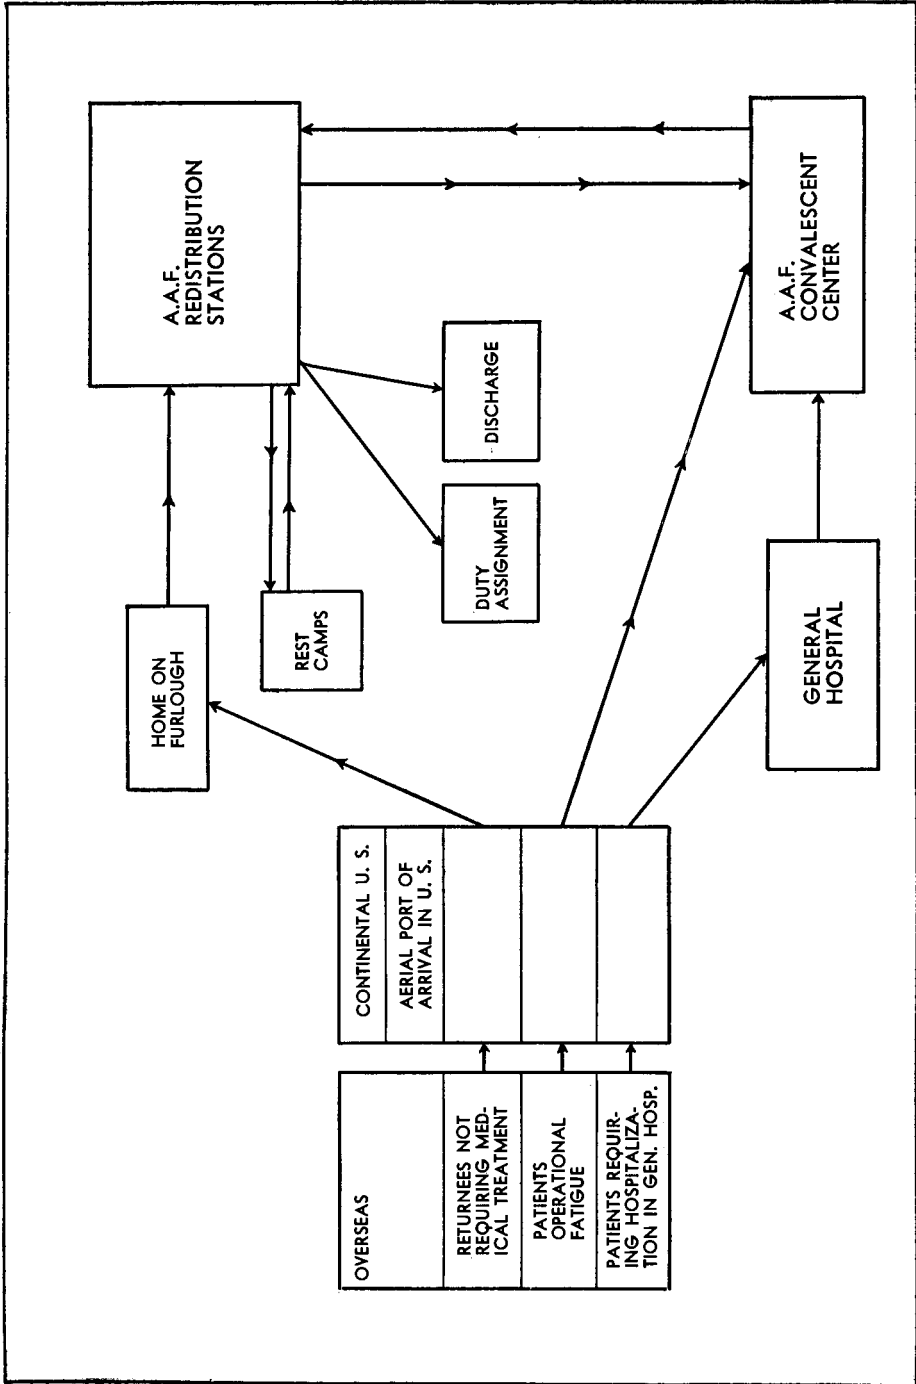 OVERSEAS
RETURNEES NOT
REQUIRING MED-
ICAL TREATMENT
PATIENTS
OPERATIONAL
FATIGUE
PATIENTS REQUIR-
ING HOSPITALIZA-
TION IN GEN. HOSP.
CONTINENTAL U. S.
AERIAL PORT OF
ARRIVAL IN U. S.
HOME ON
FURLOUGH
REST
CAMPS
DUTY
ASSIGNMENT
DISCHARGE
GENERAL
HOSPITAL
A.A.F.
REDISTRIBUTION
STATIONS
A.A.F.
CONVALESCENT
CENTER